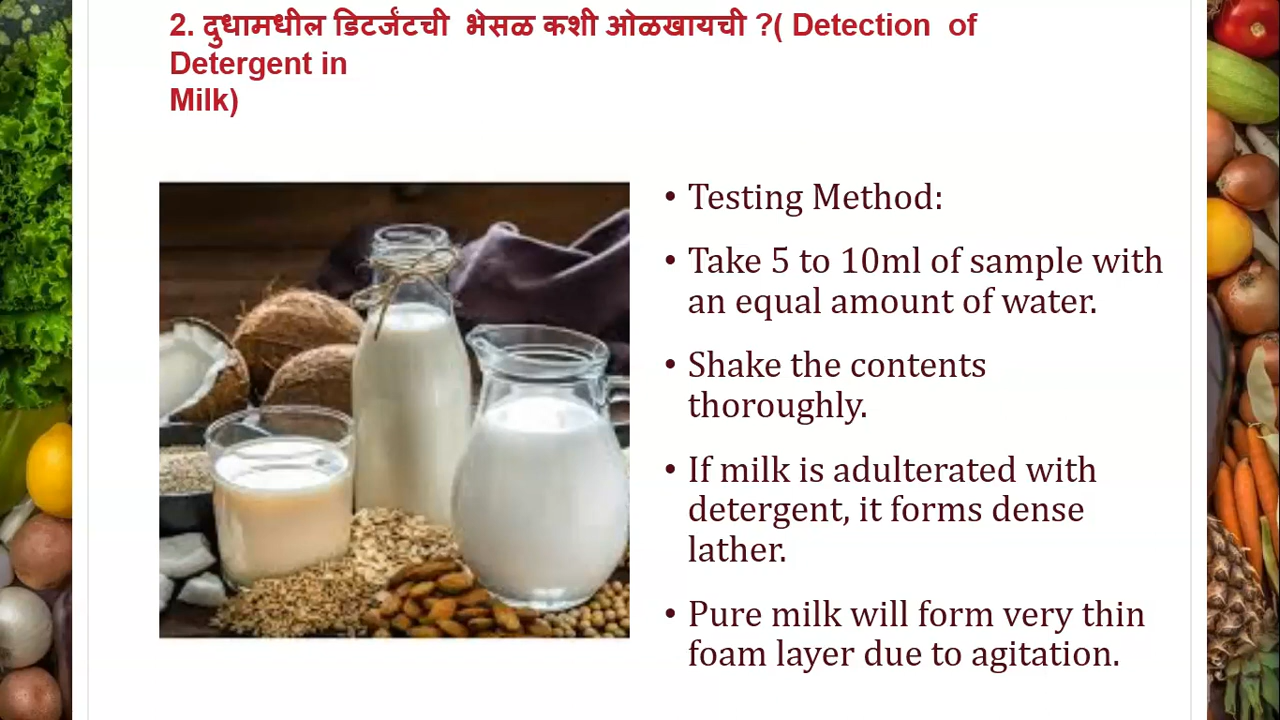 2. दुधामधील डिटर्जंटची भेसळ कशी ओळखायची ?( Detection of
Detergent in
Milk)
• Testing Method:
• Take 5 to 10ml of sample with
an equal amount of water.
• Shake the contents
thoroughly.
• If milk is adulterated with
detergent, it forms dense
lather.
• Pure milk will form very thin
foam layer due to agitation.